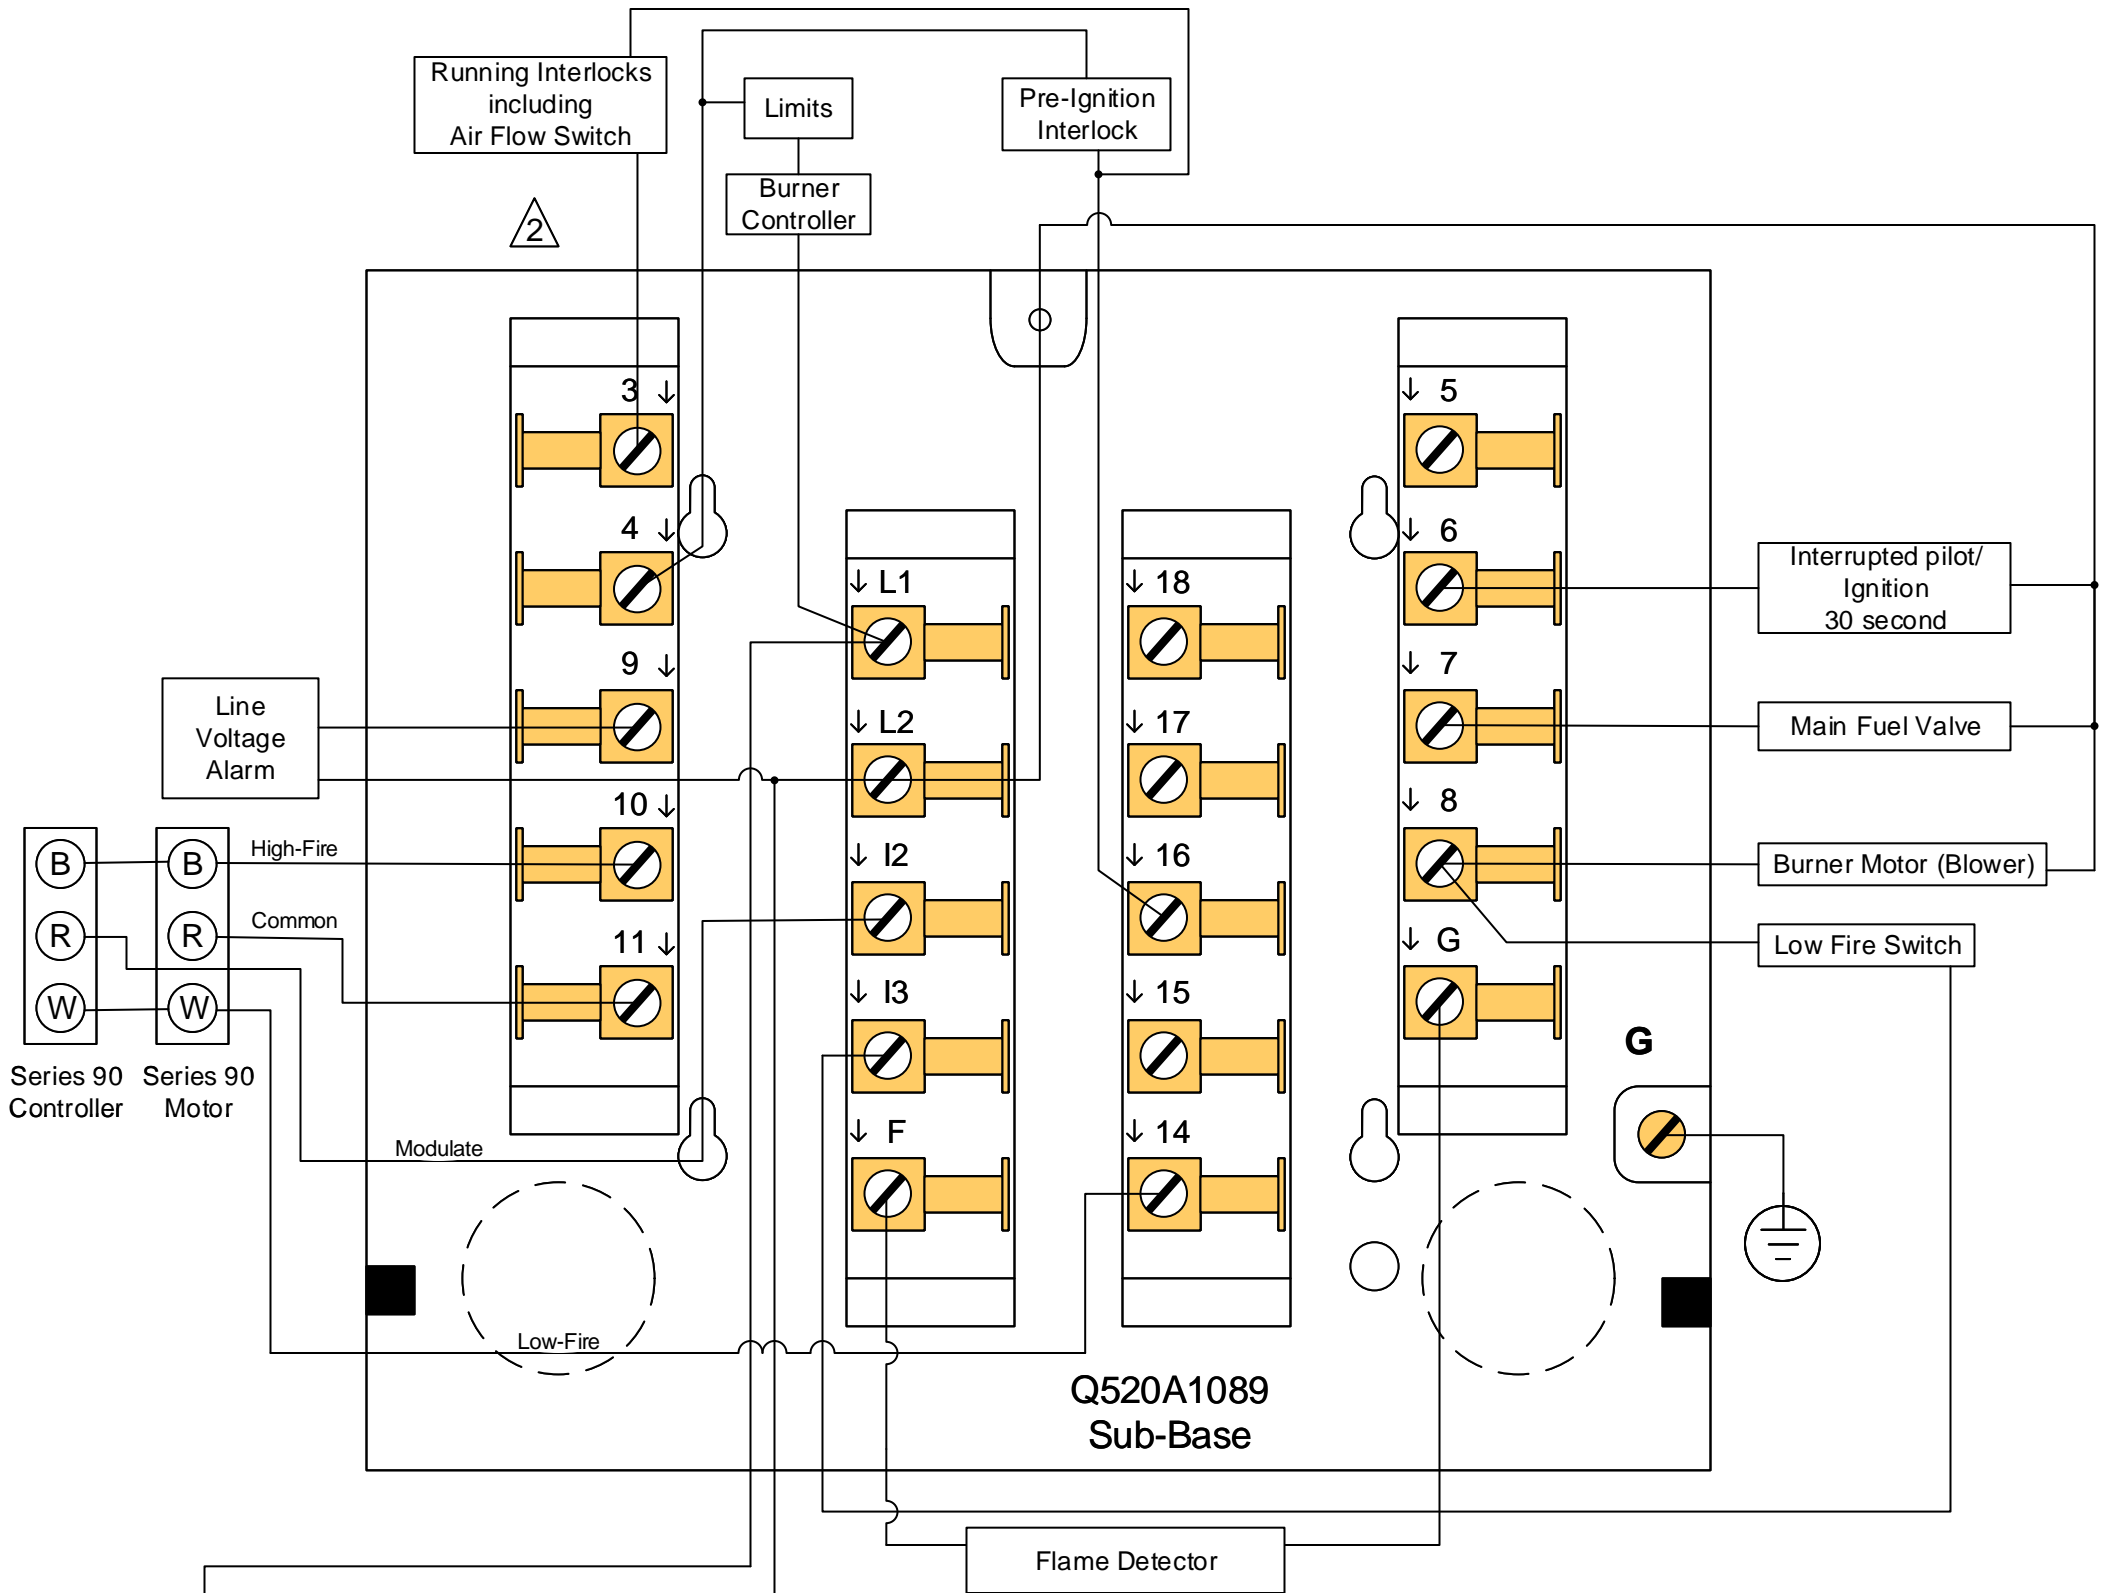 Running Interlocks
including
Air Flow Switch
Limits
Pre-Ignition
Interlock
Burner
Controller
2
3
5
4
6
Interrupted pilot/
Ignition
30 second
L1
18
9
7
Line
Voltage
Alarm
L2
17
Main Fuel Valve
10
8
B
B
High-Fire
I2
16
Burner Motor (Blower)
R
R
Common
11
G
Low Fire Switch
W
W
I3
15
G
Series 90
Controller
Series 90
Motor
Modulate
F
14
Low-Fire
Q520A1089
Sub-Base
Flame Detector